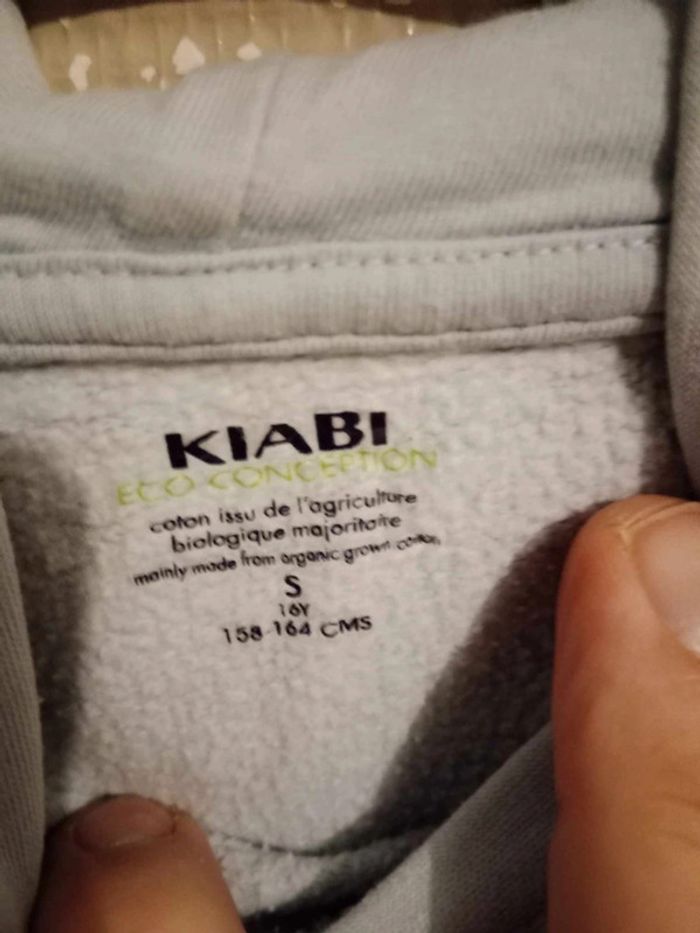 KIABI
ECO CONCEPTION
coton issu de l'agriculture
biologique majoritaire
mainly made from organic grown cotton
S
16Y
158-164 CMS